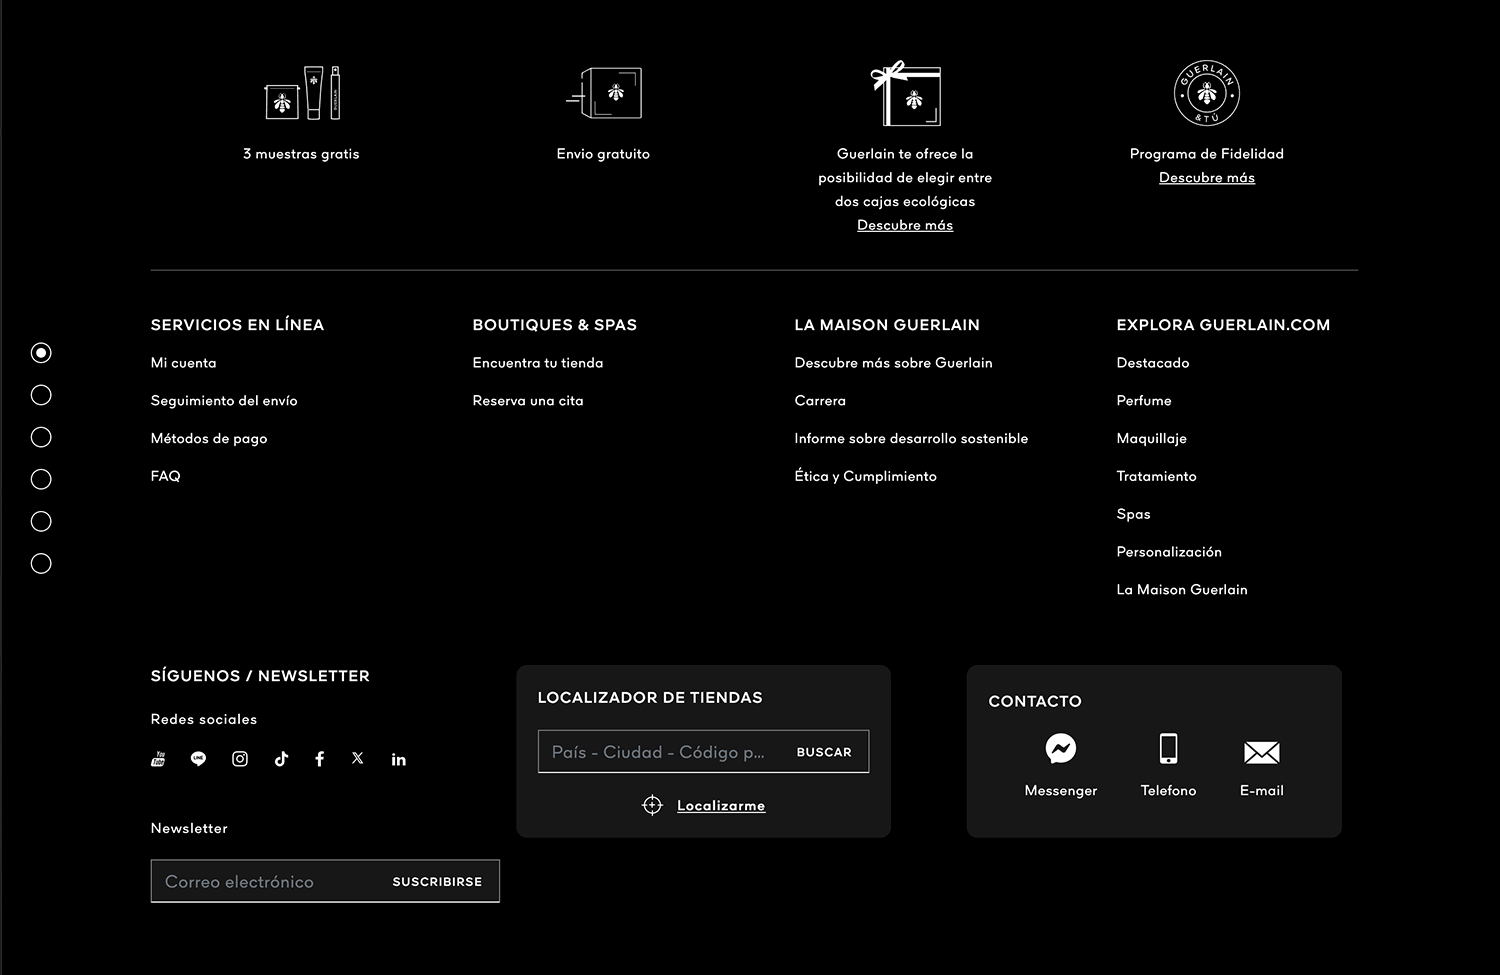 GUERLAIN
GUERLAIN
& TÚ
3 muestras gratis
Envio gratuito
Guerlain te ofrece la
posibilidad de elegir entre
dos cajas ecológicas
Descubre más
Programa de Fidelidad
Descubre más
SERVICIOS EN LÍNEA
Mi cuenta
Seguimiento del envío
Métodos de pago
FAQ
BOUTIQUES & SPAS
Encuentra tu tienda
Reserva una cita
LA MAISON GUERLAIN
Descubre más sobre Guerlain
Carrera
Informe sobre desarrollo sostenible
Ética y Cumplimiento
EXPLORA GUERLAIN.COM
Destacado
Perfume
Maquillaje
Tratamiento
Spas
Personalización
La Maison Guerlain
SÍGUENOS / NEWSLETTER
Redes sociales
You
Tube
LINE
Newsletter
Correo electrónico
SUSCRIBIRSE
LOCALIZADOR DE TIENDAS
País - Ciudad - Código p...
BUSCAR
Localizarme
CONTACTO
Messenger
Telefono
E-mail